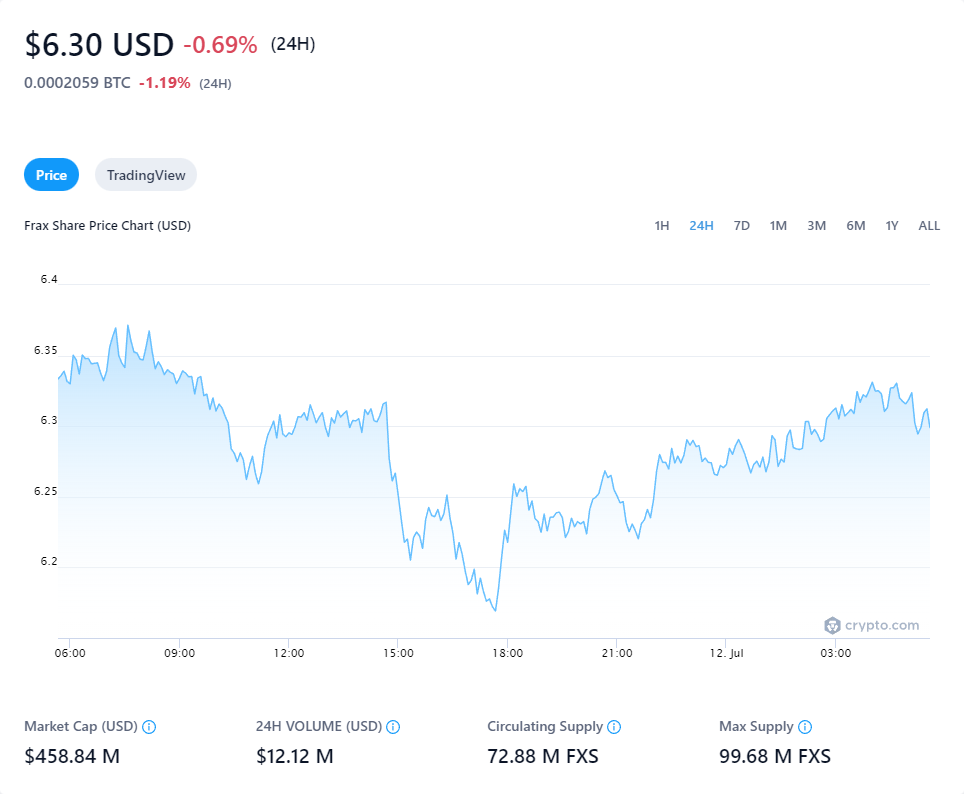 $6.30 USD -0.69% (24H)
0.0002059 BTC -1.19% (24H)
Price TradingView
Frax Share Price Chart (USD) 1H 24H 7D 1M 3M 6M 1Y ALL
6.4
6.35
6.3
6.25
6.2
crypto.com
06:00 09:00 12:00 15:00 18:00 21:00 12. Jul 03:00
Market Cap (USD) 24H VOLUME (USD) Circulating Supply Max Supply
$458.84 M $12.12 M 72.88 M FXS 99.68 M FXS